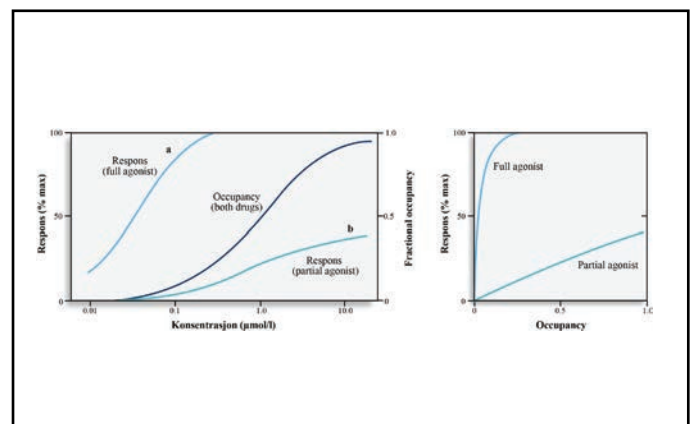 100
50
0
Respons (% max)
a
Respons
(full agonist)
Occupancy
(both drugs)
b
Respons
(partial agonist)
1.0
0.5
0
Fractional occupancy
0.01
0.1
1.0
10.0
Konsentrasjon (µmol/l)
100
50
0
Respons (% max)
Full agonist
Partial agonist
0
0.5
1.0
Occupancy